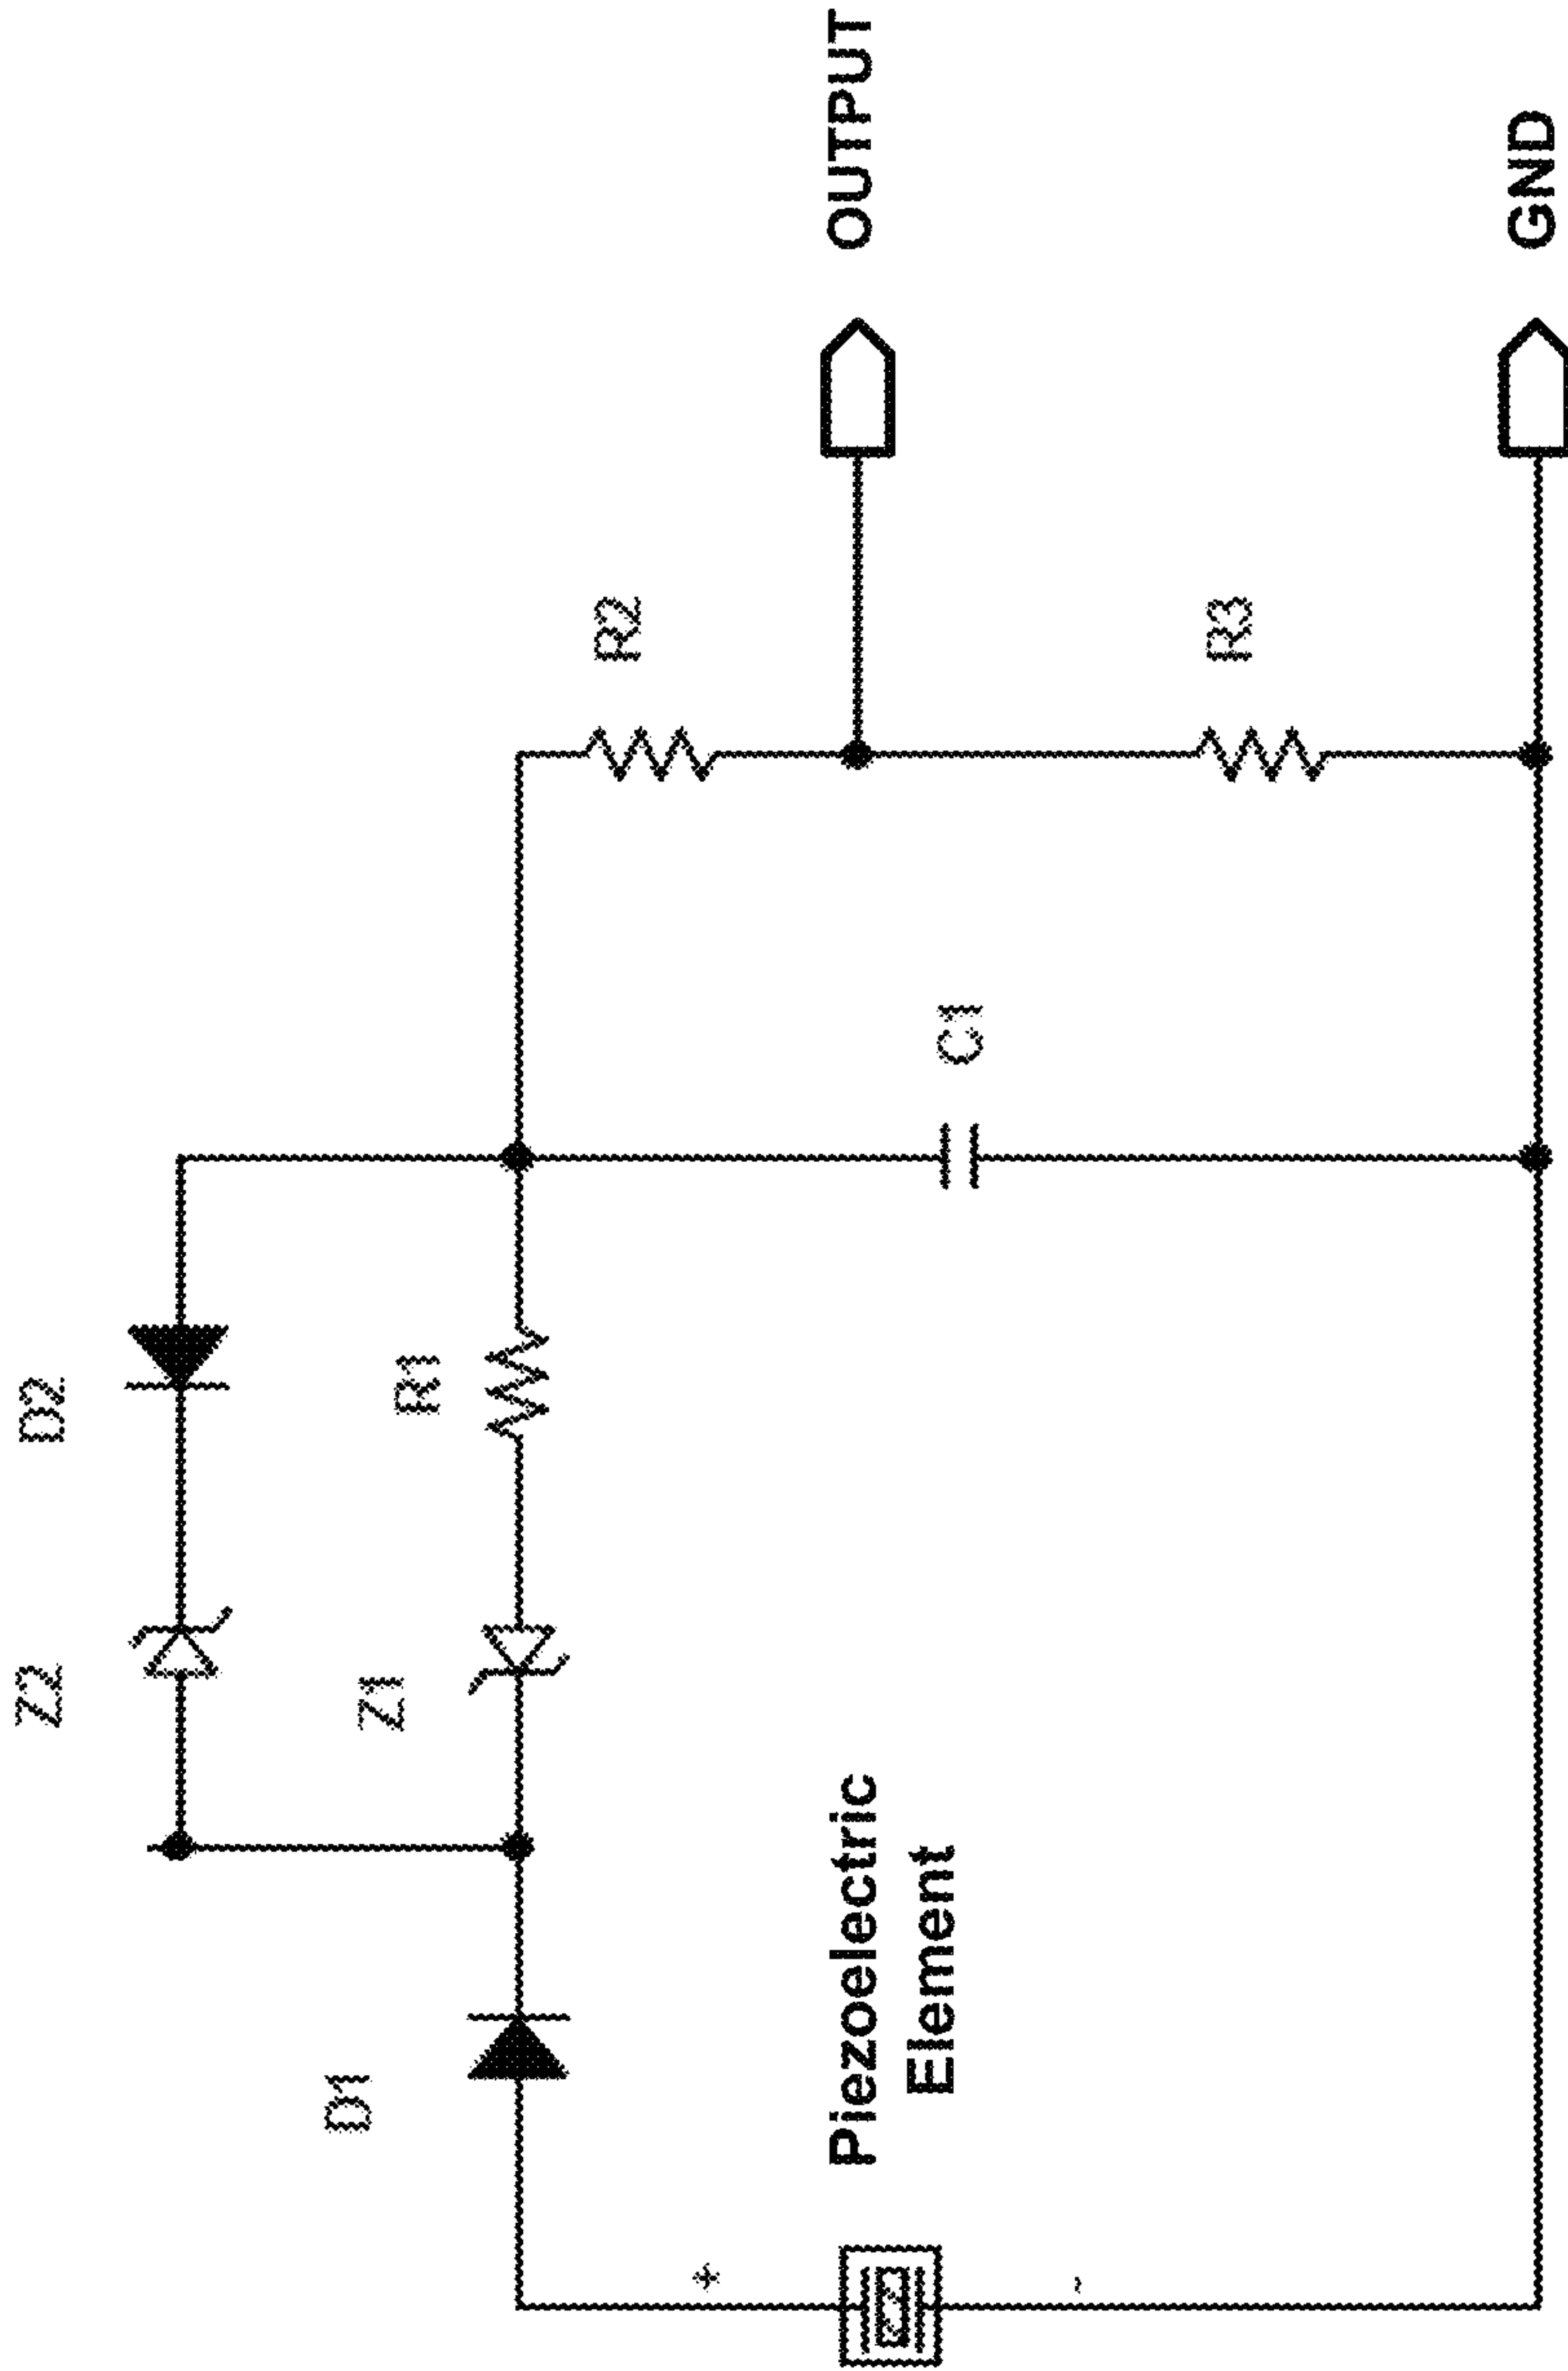 D2
Z2
R1
Z1
D1
R2
OUTPUT
C1
R3
GND
+
Piezoelectric
Element
-